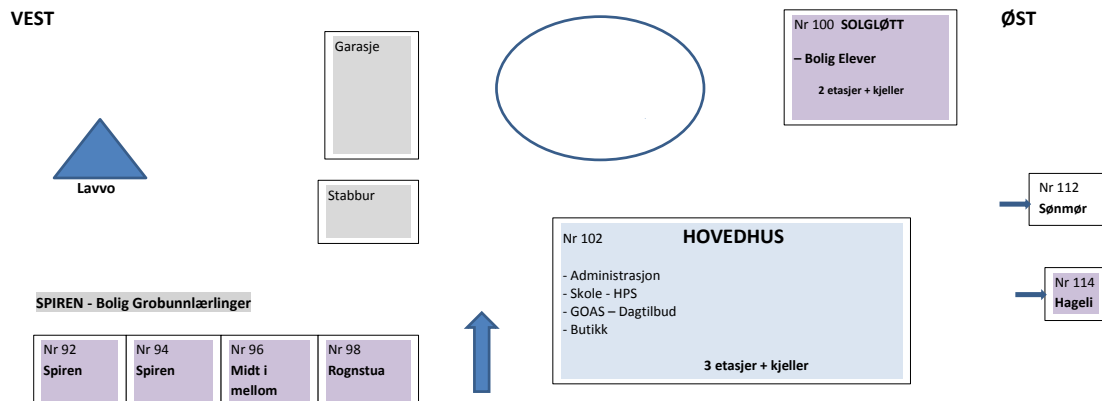 VEST
ØST
Garasje
Nr 100 SOLGLØTT
– Bolig Elever
2 etasjer + kjeller
Lavvo
Stabbur
Nr 112
Sønmør
Nr 102 HOVEDHUS
- Administrasjon
- Skole - HPS
- GOAS – Dagtilbud
- Butikk
3 etasjer + kjeller
Nr 114
Hageli
SPIREN - Bolig Grobunnlærlinger
Nr 92
Spiren
Nr 94
Spiren
Nr 96
Midt i
mellom
Nr 98
Rognstua